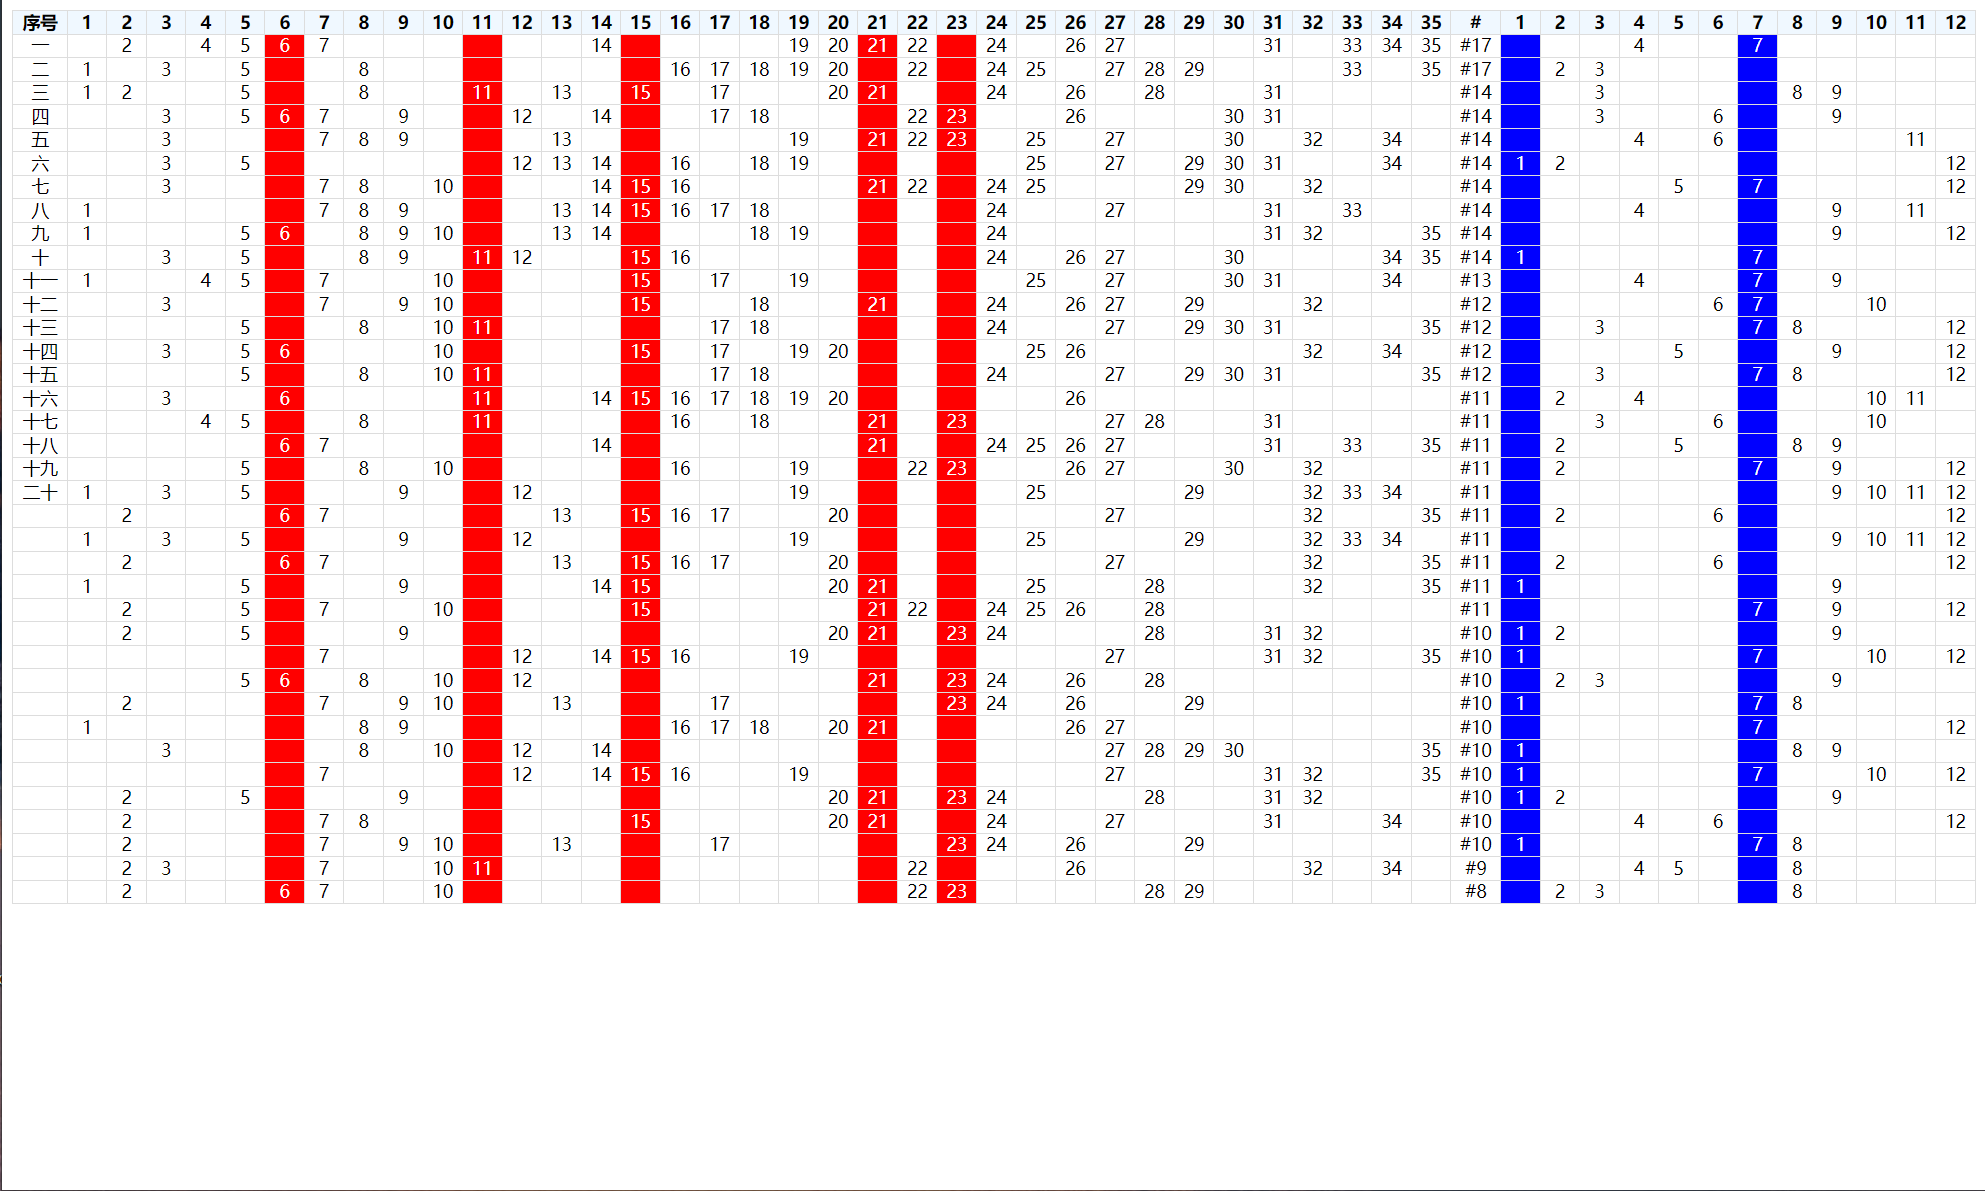 序号 1 2 3 4 5 6 7 8 9 10 11 12 13 14 15 16 17 18 19 20 21 22 23 24 25 26 27 28 29 30 31 32 33 34 35 # 1 2 3 4 5 6 7 8 9 10 11 12
一 2 4 5 6 7 14 19 20 21 22 24 26 27 31 33 34 35 #17 4 7
二 1 3 5 8 16 17 18 19 20 22 24 25 27 28 29 33 35 #17 2 3
三 1 2 5 8 11 13 15 17 20 21 24 26 28 31 #14 3 8 9
四 3 5 6 7 9 12 14 17 18 22 23 26 30 31 #14 3 6 9
五 3 7 8 9 13 19 21 22 23 25 27 30 32 34 #14 4 6 11
六 3 5 12 13 14 16 18 19 25 27 29 30 31 34 #14 1 2 12
七 3 7 8 10 14 15 16 21 22 24 25 29 30 32 #14 5 7 12
八 1 7 8 9 13 14 15 16 17 18 24 27 31 33 #14 4 9 11
九 1 5 6 8 9 10 13 14 18 19 24 31 32 35 #14 9 12
十 3 5 8 9 11 12 15 16 24 26 27 30 34 35 #14 1 7
十一 1 4 5 7 10 15 17 19 25 27 30 31 34 #13 4 7 9
十二 3 7 9 10 15 18 21 24 26 27 29 32 #12 6 7 10
十三 5 8 10 11 17 18 24 27 29 30 31 35 #12 3 7 8 12
十四 3 5 6 10 15 17 19 20 25 26 32 34 #12 5 9 12
十五 5 8 10 11 17 18 24 27 29 30 31 35 #12 3 7 8 12
十六 3 6 11 14 15 16 17 18 19 20 26 #11 2 4 10 11
十七 4 5 8 11 16 18 21 23 27 28 31 #11 3 6 10
十八 6 7 14 21 24 25 26 27 31 33 35 #11 2 5 8 9
十九 5 8 10 16 19 22 23 26 27 30 32 #11 2 7 9 12
二十 1 3 5 9 12 19 25 29 32 33 34 #11 9 10 11 12
2 6 7 13 15 16 17 20 27 32 35 #11 2 6 12
1 3 5 9 12 19 25 29 32 33 34 #11 9 10 11 12
2 6 7 13 15 16 17 20 27 32 35 #11 2 6 12
1 5 9 14 15 20 21 25 28 32 35 #11 1 9
2 5 7 10 15 21 22 24 25 26 28 #11 7 9 12
2 5 9 20 21 23 24 28 31 32 #10 1 2 9
7 12 14 15 16 19 27 31 32 35 #10 1 7 10 12
5 6 8 10 12 21 23 24 26 28 #10 2 3 9
2 7 9 10 13 17 23 24 26 29 #10 1 7 8
1 8 9 16 17 18 20 21 26 27 #10 7 12
3 8 10 12 14 27 28 29 30 35 #10 1 8 9
7 12 14 15 16 19 27 31 32 35 #10 1 7 10 12
2 5 9 20 21 23 24 28 31 32 #10 1 2 9
2 7 8 15 20 21 24 27 31 34 #10 4 6 12
2 7 9 10 13 17 23 24 26 29 #10 1 7 8
2 3 7 10 11 22 26 32 34 #9 4 5 8
2 6 7 10 22 23 28 29 #8 2 3 8